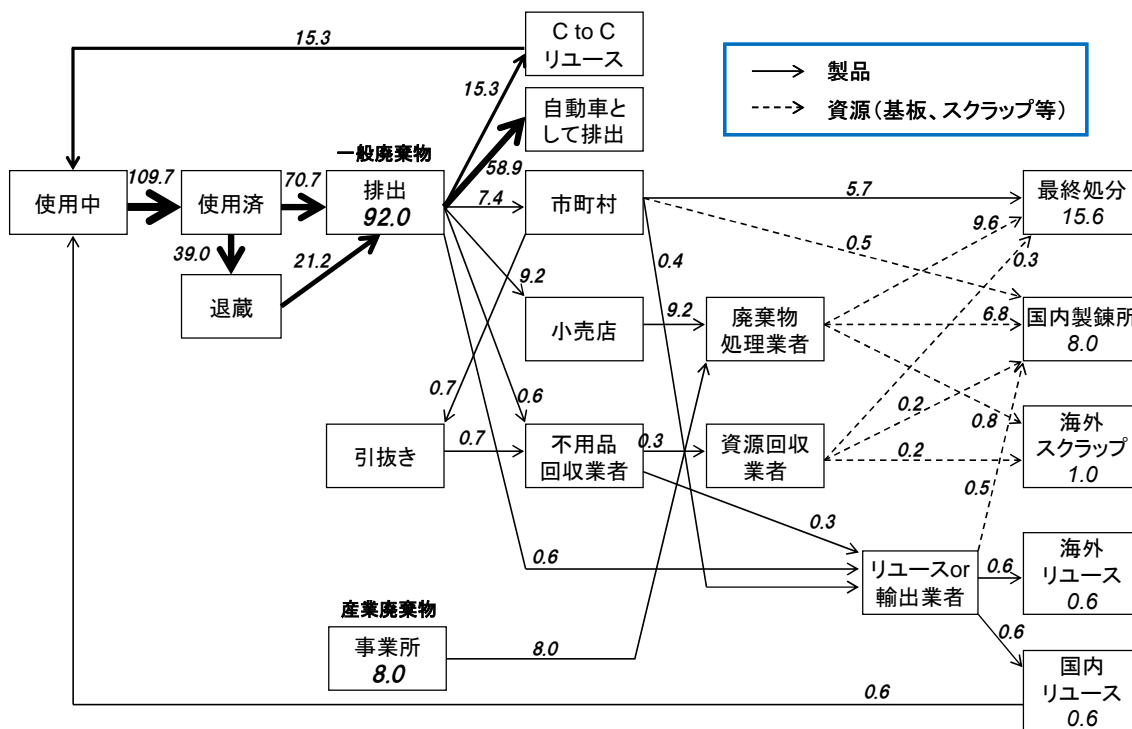 15.3
C to C
リユース
製品
資源（基板、スクラップ等）
15.3
自動車と
して排出
一般廃棄物
58.9
使用中
109.7
使用済
70.7
排出
92.0
7.4
市町村
5.7
最終処分
15.6
39.0
21.2
退蔵
9.2
0.4
0.5
9.6
0.3
小売店
9.2
廃棄物
処理業者
6.8
国内製錬所
8.0
0.7
0.6
0.2
0.8
引抜き
0.7
不用品
回収業者
0.3
資源回収
業者
0.2
海外
スクラップ
1.0
0.5
0.3
0.6
リユースor
輸出業者
0.6
海外
リユース
0.6
産業廃棄物
事業所
8.0
8.0
0.6
国内
リユース
0.6
0.6